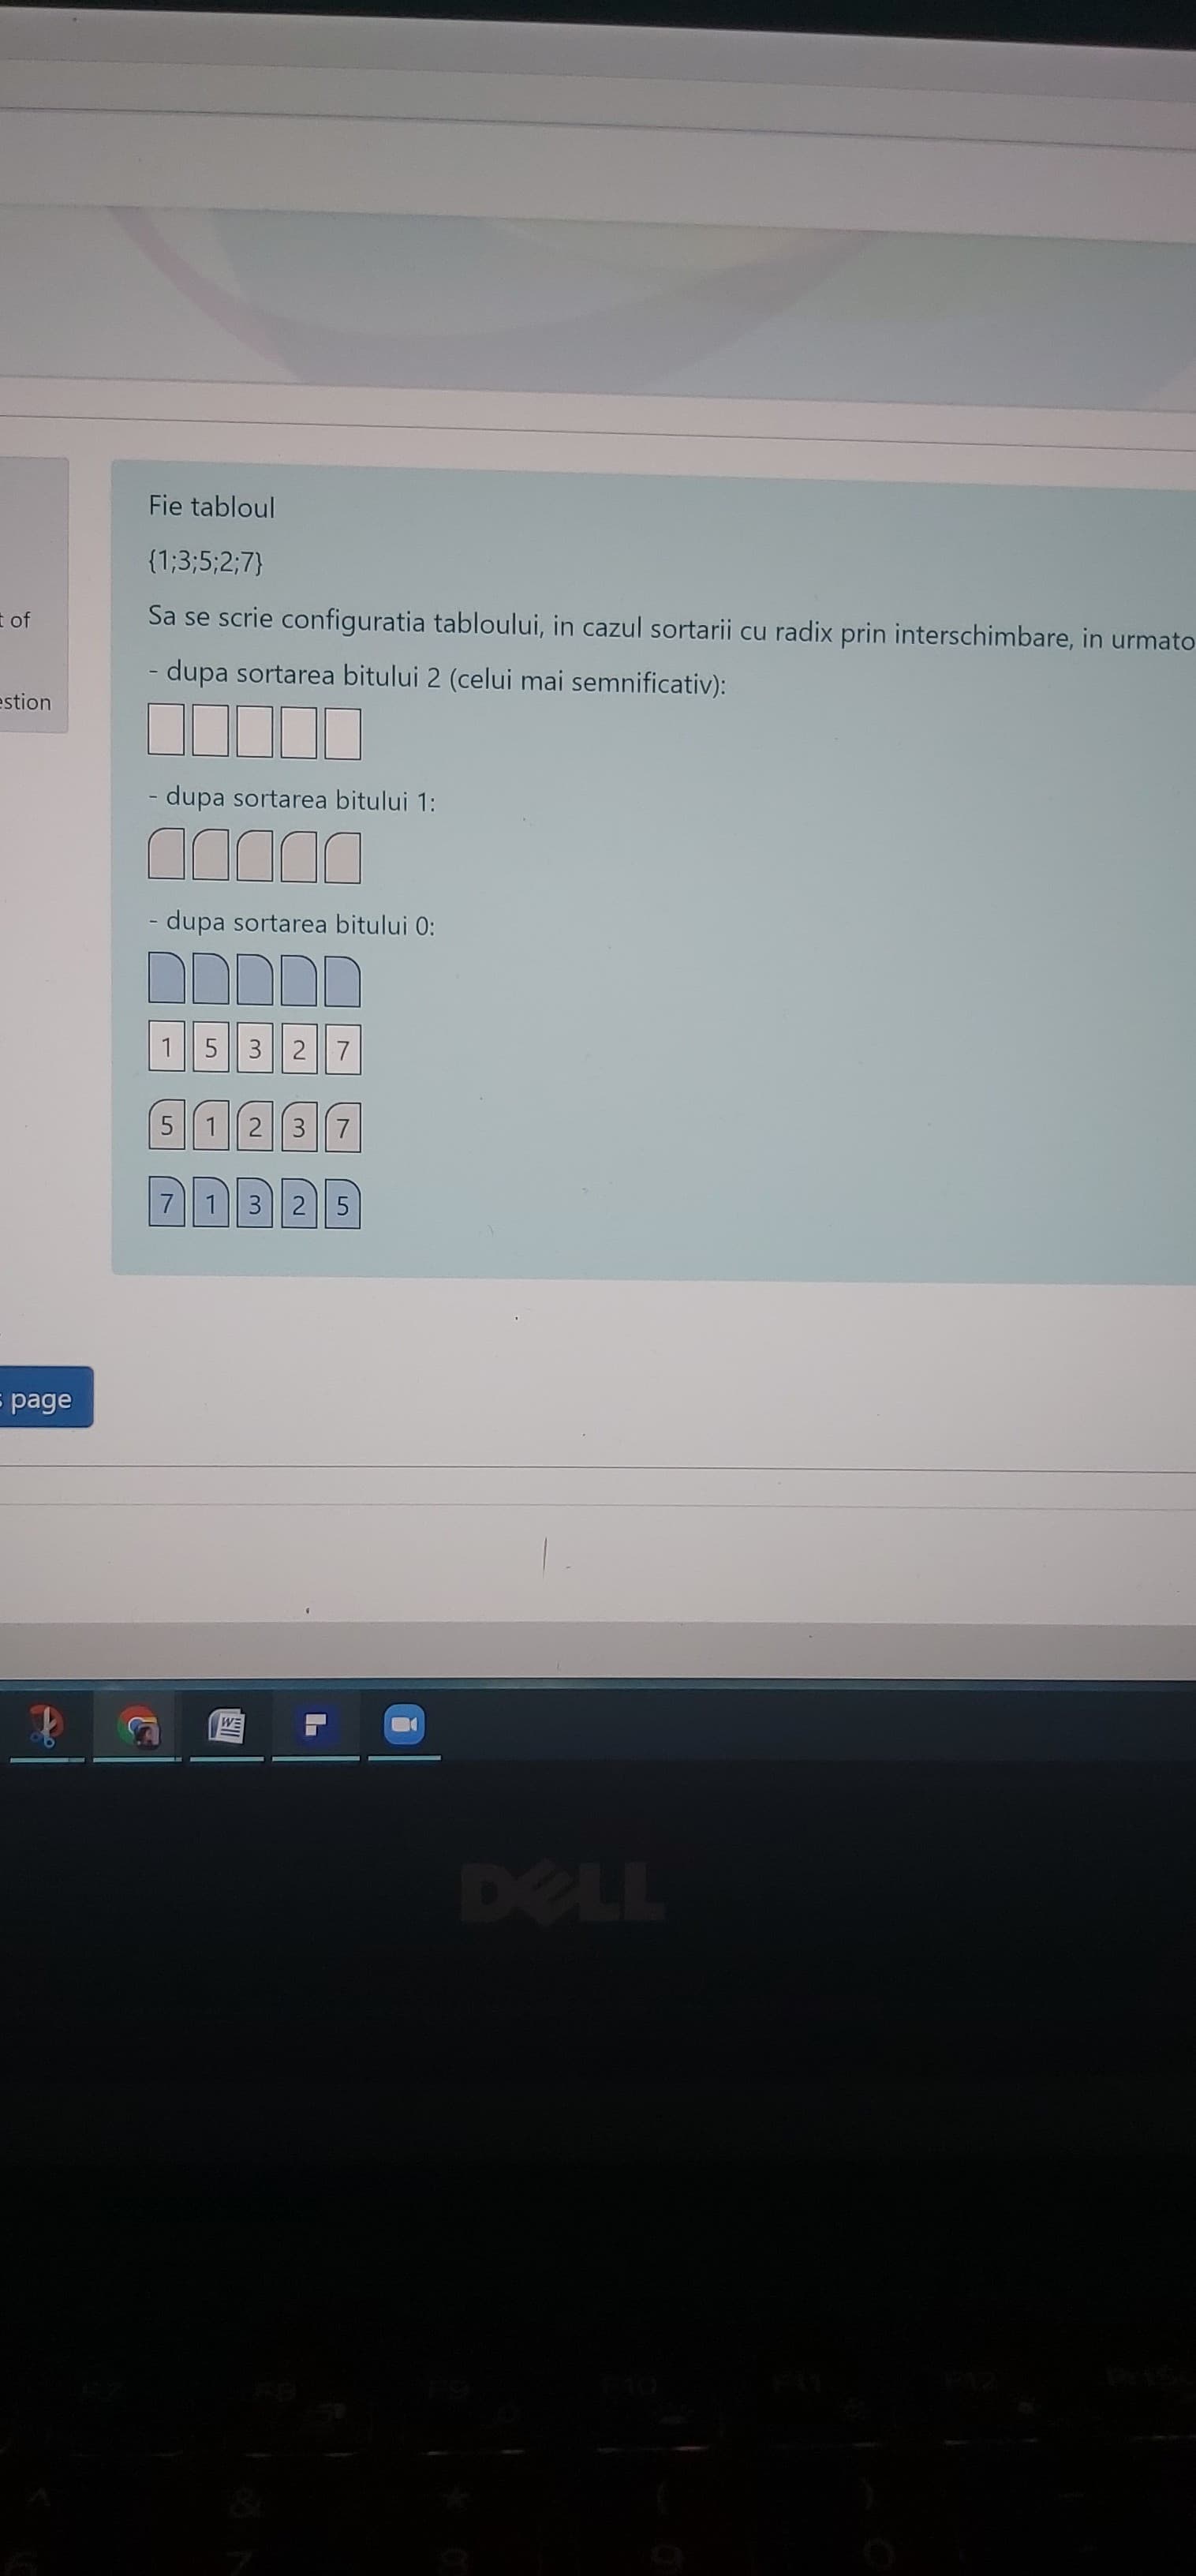 Fie tabloul
{1;3;5;2;7}
t of
Sa se scrie configuratia tabloului, in cazul sortarii cu radix prin interschimbare, in urmato
- dupa sortarea bitului 2 (celui mai semnificativ):
estion
- dupa sortarea bitului 1:
- dupa sortarea bitului 0:
1 5 3 2 7
5 1 2 3 7
7 1 3 2 5
s page
DELL